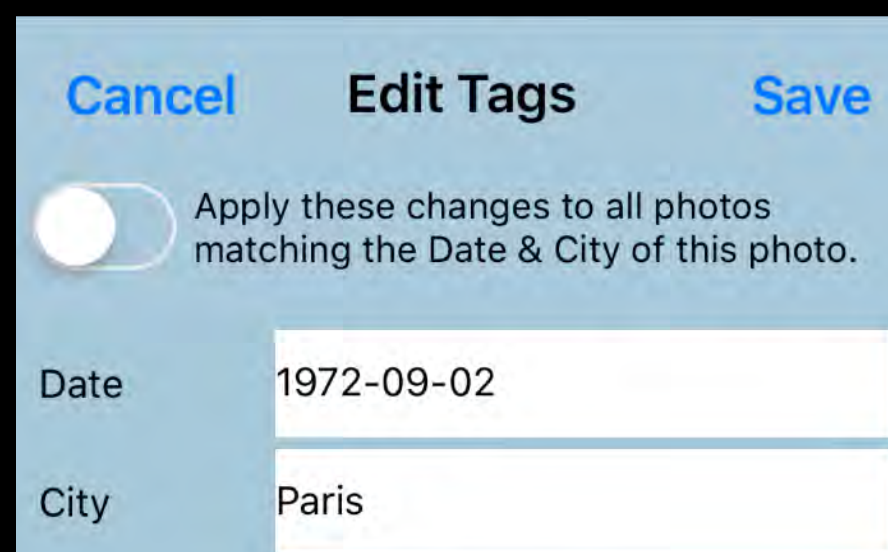 Cancel Edit Tags Save
Apply these changes to all photos
matching the Date & City of this photo.
Date 1972-09-02
City Paris